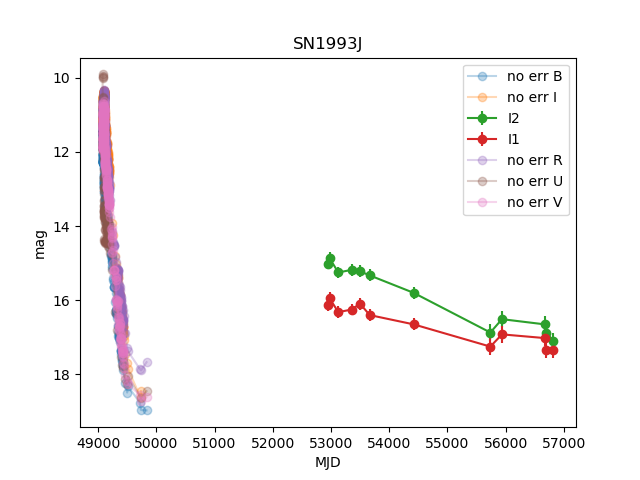 SN1993J
mag
10
12
14
16
18
no err B
no err I
I2
I1
no err R
no err U
no err V
49000 50000 51000 52000 53000 54000 55000 56000 57000
MJD